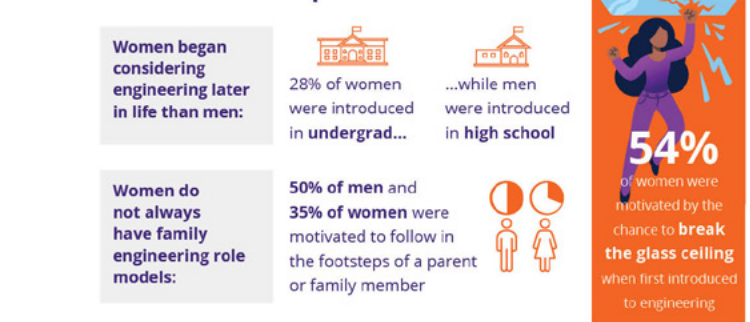 Women began
considering
engineering later
in life than men:
28% of women
were introduced
in undergrad...
...while men
were introduced
in high school
Women do
not always
have family
engineering role
models:
50% of men and
35% of women were
motivated to follow in
the footsteps of a parent
or family member
54%
of women were
motivated by the
chance to break
the glass ceiling
when first introduced
to engineering